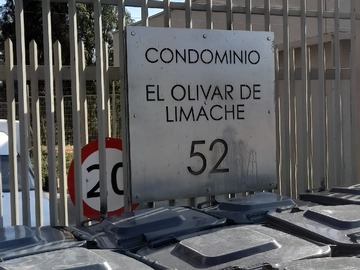 CONDOMINIO
EL OLIVAR DE
LIMACHE
52
20